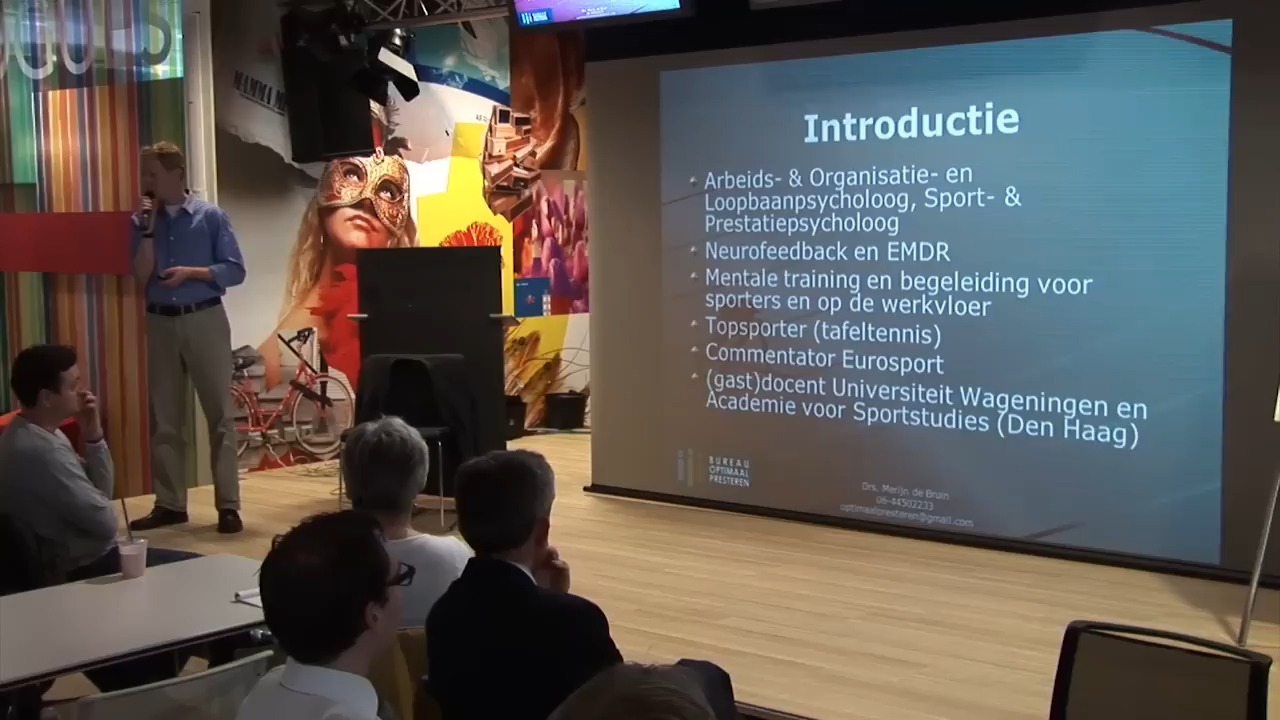 MAMMA M
Introductie
Arbeids- & Organisatie- en
Loopbaanpsycholoog, Sport- &
Prestatiepsycholoog
Neurofeedback en EMDR
Mentale training en begeleiding voor
sporters en op de werkvloer
Topsporter (tafeltennis)
Commentator Eurosport
(gast)docent Universiteit Wageningen en
Academie voor Sportstudies (Den Haag)
BUREAU
OPTIMAAL
PRESTEREN
Drs. Merijn de Bruin
06-44502233
optimaalpresteren@gmail.com